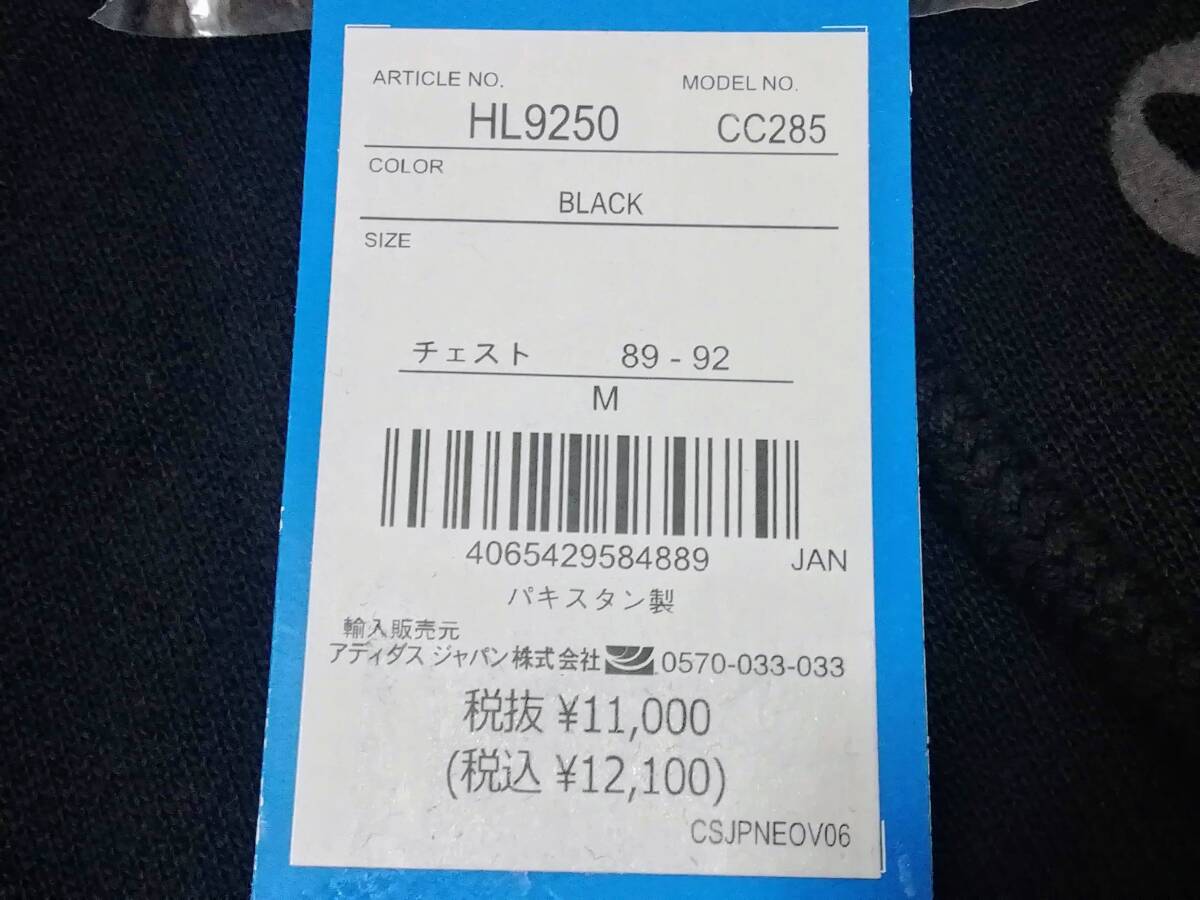 ARTICLE NO. MODEL NO.
HL9250 CC285
COLOR
BLACK
SIZE
チェスト 89 - 92
M
4065429584889 JAN
パキスタン製
輸入販売元
アディダス ジャパン株式会社 0570-033-033
税抜 ¥11,000
(税込 ¥12,100)
CSJPNEOV06